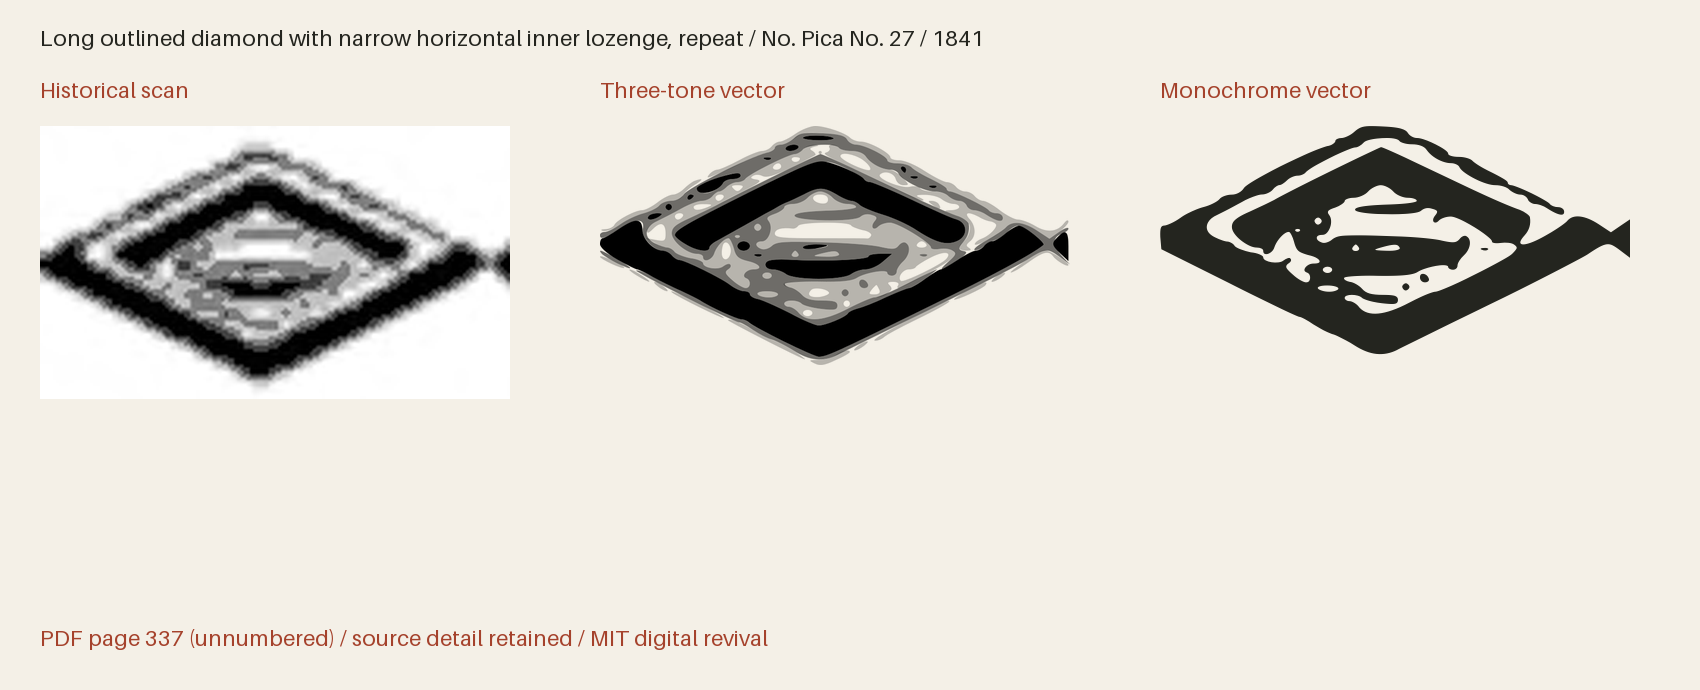 Long outlined diamond with narrow horizontal inner lozenge, repeat / No. Pica No. 27 / 1841
Historical scan
Three-tone vector
Monochrome vector
PDF page 337 (unnumbered) / source detail retained / MIT digital revival